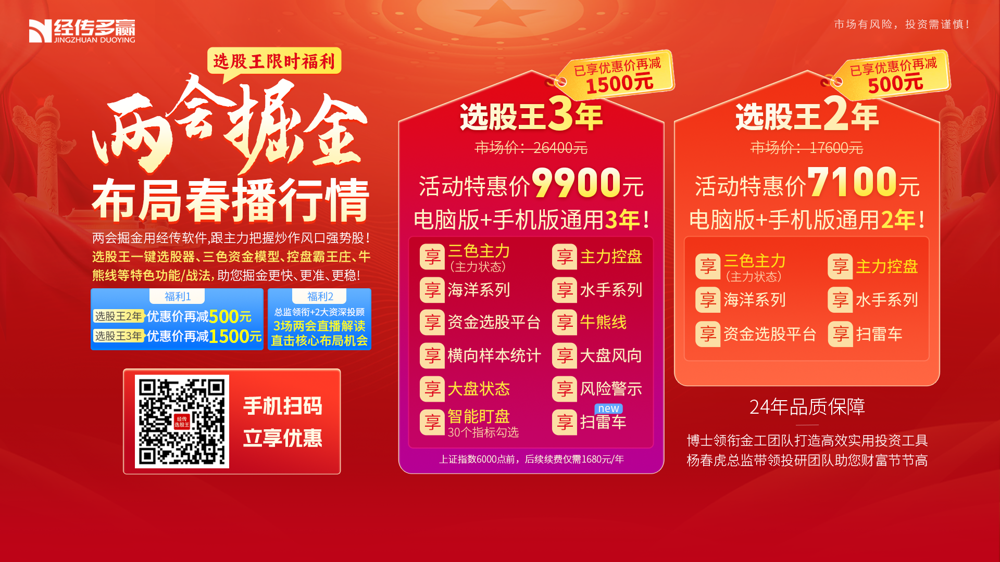 经传多赢
JINGZHUAN DUOYING
市场有风险，投资需谨慎！
选股王限时福利
两会掘金
布局春播行情
两会掘金用经传软件,跟主力把握炒作风口强势股！
选股王一键选股器、三色资金模型、控盘霸王庄、牛
熊线等特色功能/战法，助您掘金更快、更准、更稳!
福利1
选股王2年 优惠价再减500元
选股王3年 优惠价再减1500元
福利2
总监领衔+2大资深投顾
3场两会直播解读
直击核心布局机会
经传
选股王
手机扫码
立享优惠
已享优惠价再减
1500元
选股王3年
市场价：26400元
活动特惠价9900元
电脑版+手机版通用3年！
享 三色主力
（主力状态）
享 主力控盘
享 海洋系列
享 水手系列
享 资金选股平台
享 牛熊线
享 横向样本统计
享 大盘风向
享 大盘状态
享 风险警示
享 智能盯盘
30个指标勾选
new
享 扫雷车
上证指数6000点前，后续续费仅需1680元/年
已享优惠价再减
500元
选股王2年
市场价：17600元
活动特惠价7100元
电脑版+手机版通用2年！
享 三色主力
（主力状态）
享 主力控盘
享 海洋系列
享 水手系列
享 资金选股平台
享 扫雷车
24年品质保障
博士领衔金工团队打造高效实用投资工具
杨春虎总监带领投研团队助您财富节节高